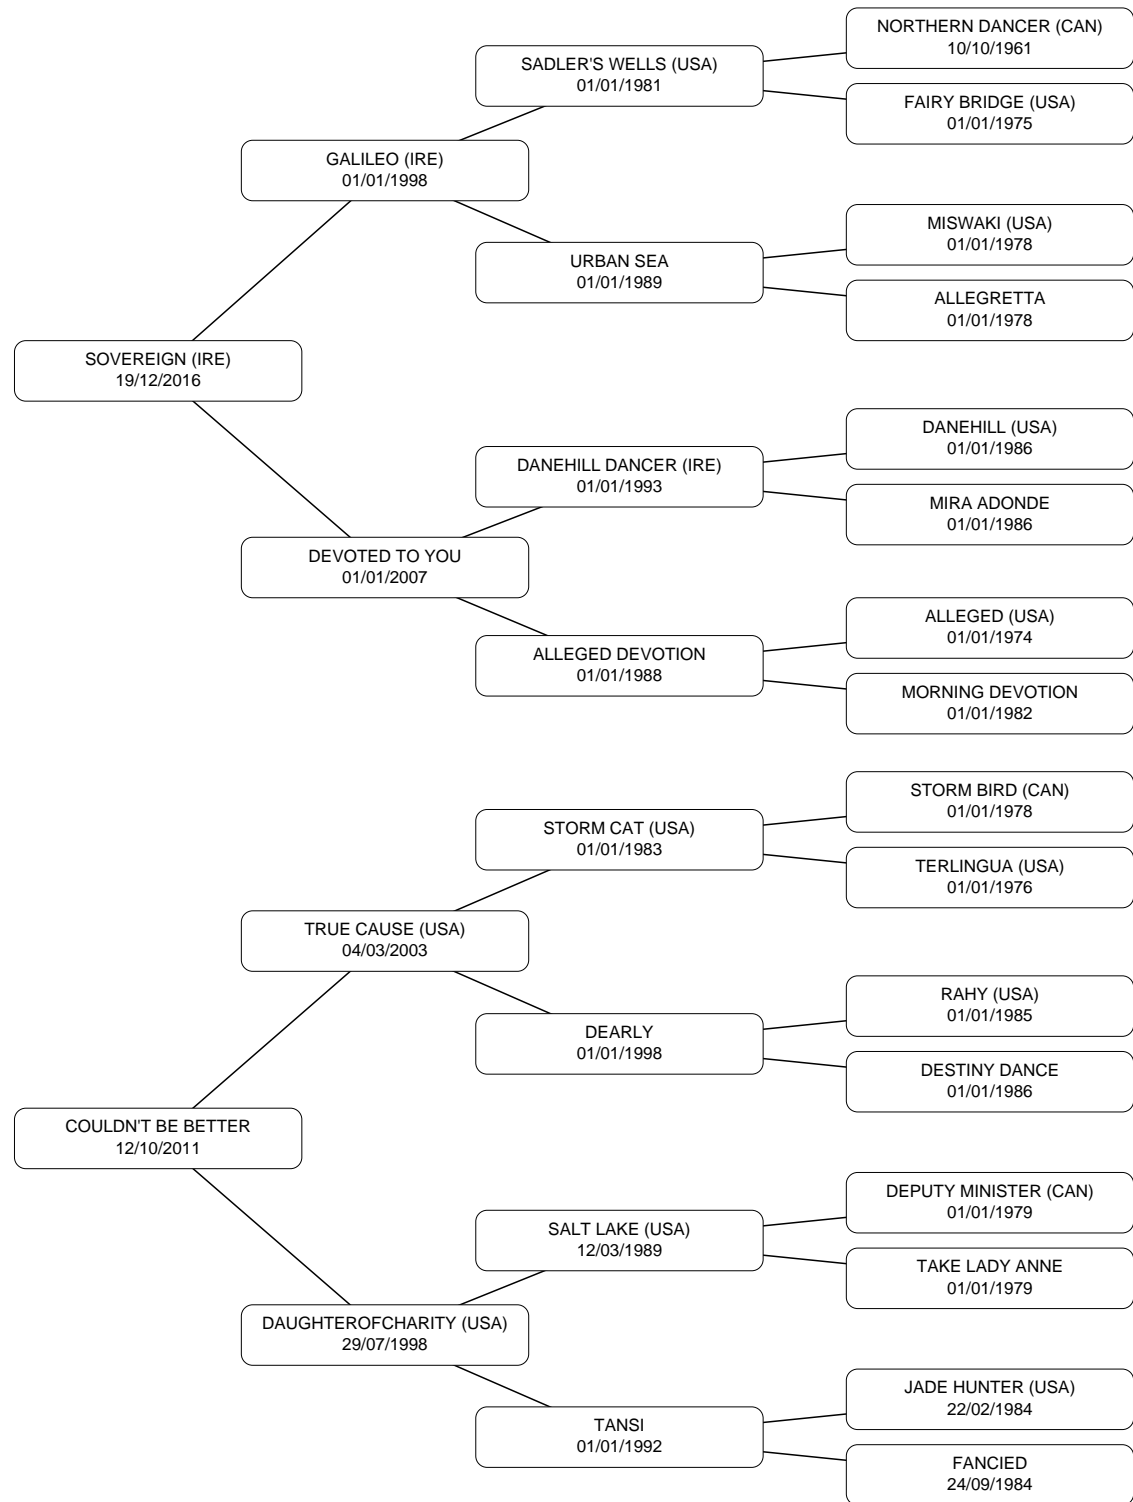 NORTHERN DANCER (CAN)
10/10/1961
SADLER'S WELLS (USA)
01/01/1981
FAIRY BRIDGE (USA)
01/01/1975
GALILEO (IRE)
01/01/1998
MISWAKI (USA)
01/01/1978
URBAN SEA
01/01/1989
ALLEGRETTA
01/01/1978
SOVEREIGN (IRE)
19/12/2016
DANEHILL (USA)
01/01/1986
DANEHILL DANCER (IRE)
01/01/1993
MIRA ADONDE
01/01/1986
DEVOTED TO YOU
01/01/2007
ALLEGED (USA)
01/01/1974
ALLEGED DEVOTION
01/01/1988
MORNING DEVOTION
01/01/1982
STORM BIRD (CAN)
01/01/1978
STORM CAT (USA)
01/01/1983
TERLINGUA (USA)
01/01/1976
TRUE CAUSE (USA)
04/03/2003
RAHY (USA)
01/01/1985
DEARLY
01/01/1998
DESTINY DANCE
01/01/1986
COULDN'T BE BETTER
12/10/2011
DEPUTY MINISTER (CAN)
01/01/1979
SALT LAKE (USA)
12/03/1989
TAKE LADY ANNE
01/01/1979
DAUGHTEROFCHARITY (USA)
29/07/1998
JADE HUNTER (USA)
22/02/1984
TANSI
01/01/1992
FANCIED
24/09/1984